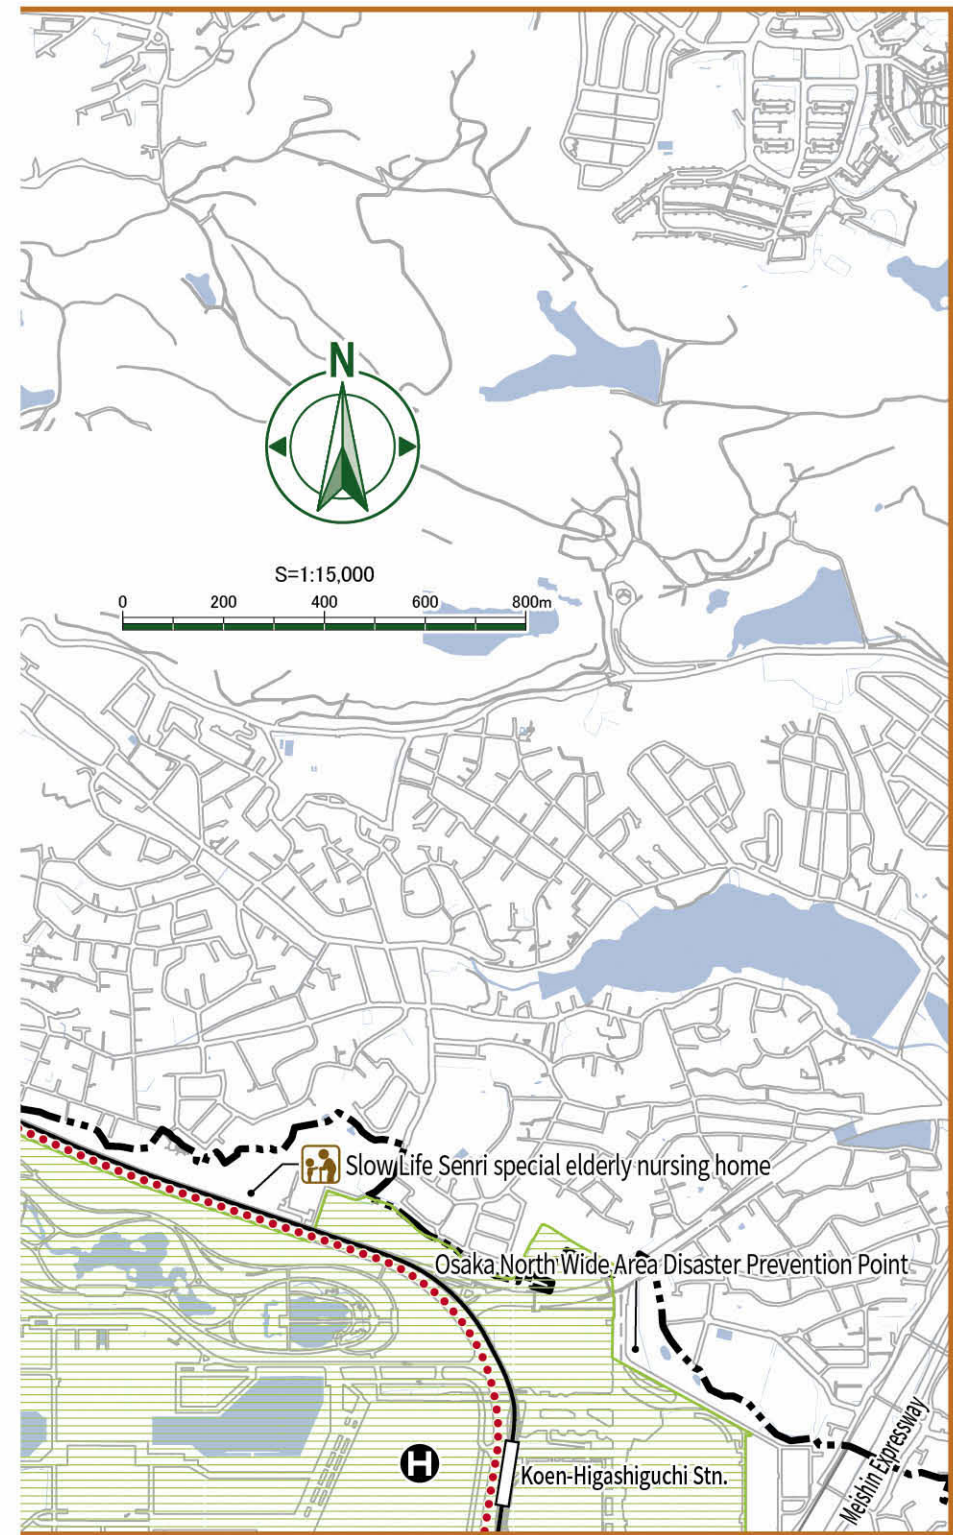 N
S=1:15,000
0 200 400 600 800m
Slow Life Senri special elderly nursing home
Osaka North Wide Area Disaster Prevention Point
Meishin Expressway
H
Koen-Higashiguchi Stn.